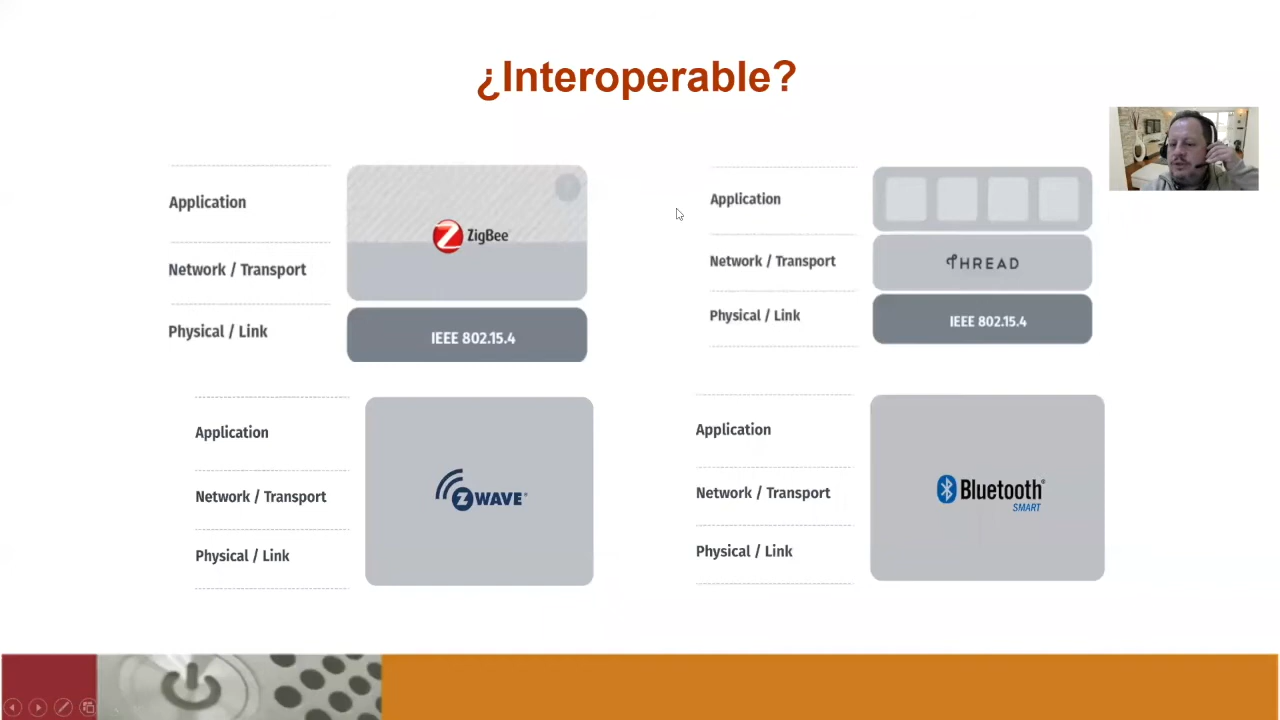 ¿Interoperable?
Application
Network / Transport
Physical / Link
ZigBee
IEEE 802.15.4
Application
Network / Transport
Physical / Link
THREAD
IEEE 802.15.4
Application
Network / Transport
Physical / Link
Z WAVE
Application
Network / Transport
Physical / Link
Bluetooth®
SMART